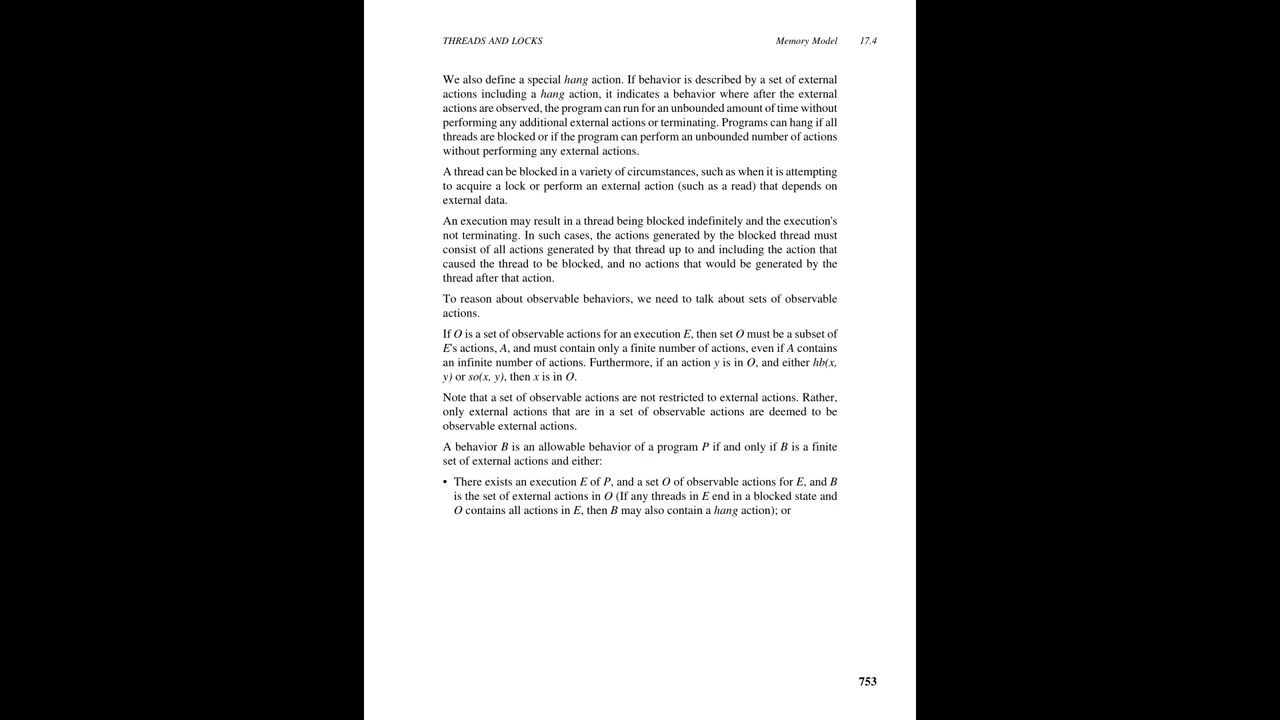 THREADS AND LOCKS Memory Model 17.4
We also define a special hang action. If behavior is described by a set of external
actions including a hang action, it indicates a behavior where after the external
actions are observed, the program can run for an unbounded amount of time without
performing any additional external actions or terminating. Programs can hang if all
threads are blocked or if the program can perform an unbounded number of actions
without performing any external actions.
A thread can be blocked in a variety of circumstances, such as when it is attempting
to acquire a lock or perform an external action (such as a read) that depends on
external data.
An execution may result in a thread being blocked indefinitely and the execution's
not terminating. In such cases, the actions generated by the blocked thread must
consist of all actions generated by that thread up to and including the action that
caused the thread to be blocked, and no actions that would be generated by the
thread after that action.
To reason about observable behaviors, we need to talk about sets of observable
actions.
If O is a set of observable actions for an execution E, then set O must be a subset of
E's actions, A, and must contain only a finite number of actions, even if A contains
an infinite number of actions. Furthermore, if an action y is in O, and either hb(x,
y) or so(x, y), then x is in O.
Note that a set of observable actions are not restricted to external actions. Rather,
only external actions that are in a set of observable actions are deemed to be
observable external actions.
A behavior B is an allowable behavior of a program P if and only if B is a finite
set of external actions and either:
• There exists an execution E of P, and a set O of observable actions for E, and B
is the set of external actions in O (If any threads in E end in a blocked state and
O contains all actions in E, then B may also contain a hang action); or
753